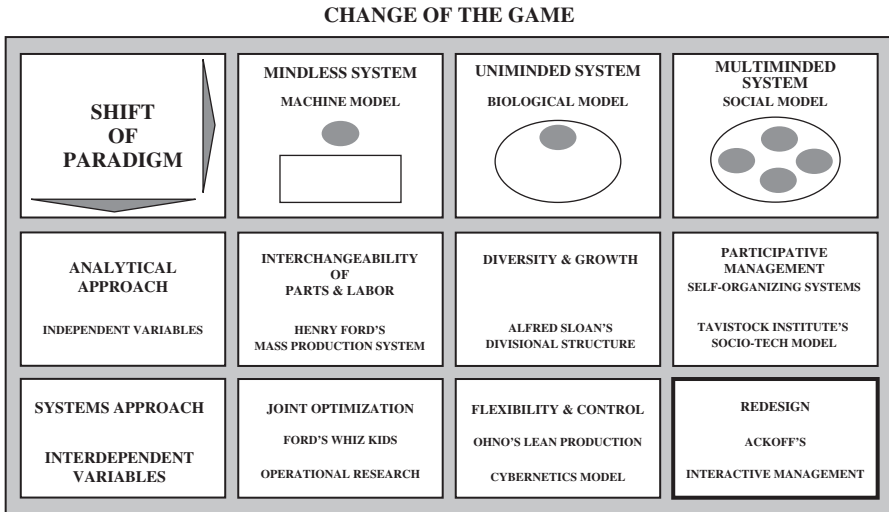 CHANGE OF THE GAME
SHIFT
OF
PARADIGM
MINDLESS SYSTEM
MACHINE MODEL
UNIMINDED SYSTEM
BIOLOGICAL MODEL
MULTIMINDED
SYSTEM
SOCIAL MODEL
ANALYTICAL
APPROACH
INDEPENDENT VARIABLES
INTERCHANGEABILITY
OF
PARTS & LABOR
HENRY FORD'S
MASS PRODUCTION SYSTEM
DIVERSITY & GROWTH
ALFRED SLOAN'S
DIVISIONAL STRUCTURE
PARTICIPATIVE
MANAGEMENT
SELF-ORGANIZING SYSTEMS
TAVISTOCK INSTITUTE'S
SOCIO-TECH MODEL
SYSTEMS APPROACH
INTERDEPENDENT
VARIABLES
JOINT OPTIMIZATION
FORD'S WHIZ KIDS
OPERATIONAL RESEARCH
FLEXIBILITY & CONTROL
OHNO'S LEAN PRODUCTION
CYBERNETICS MODEL
REDESIGN
ACKOFF'S
INTERACTIVE MANAGEMENT